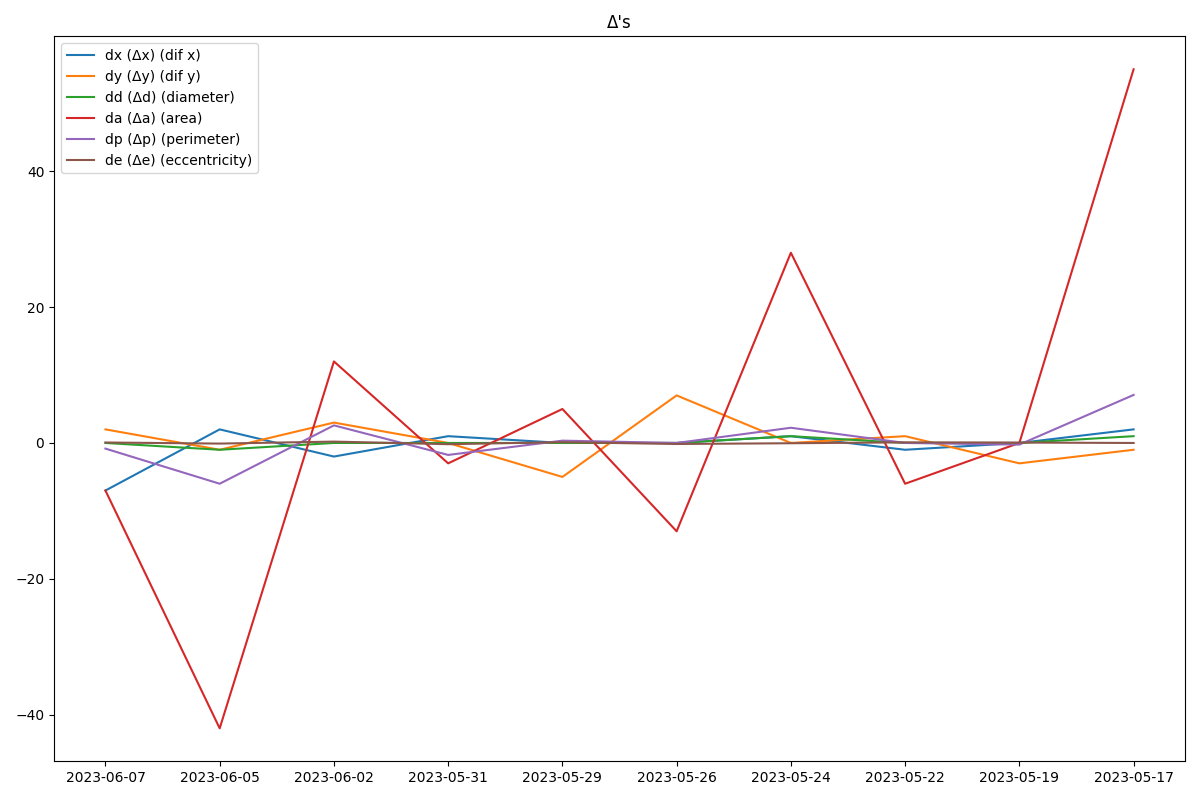 Δ's
dx (Δx) (dif x)
dy (Δy) (dif y)
dd (Δd) (diameter)
da (Δa) (area)
dp (Δp) (perimeter)
de (Δe) (eccentricity)
40
20
0
−20
−40
2023-06-07 2023-06-05 2023-06-02 2023-05-31 2023-05-29 2023-05-26 2023-05-24 2023-05-22 2023-05-19 2023-05-17